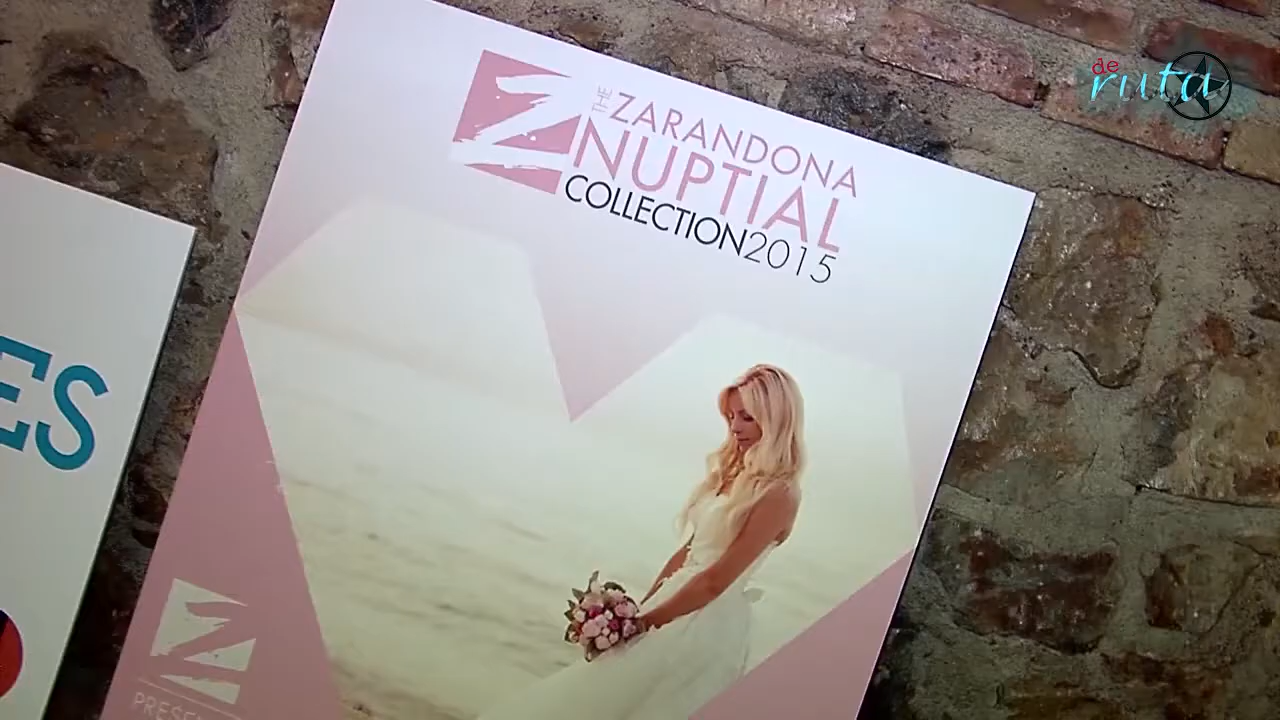 de
ruta
THE ZARANDONA
NUPTIAL
COLLECTION2015
ES